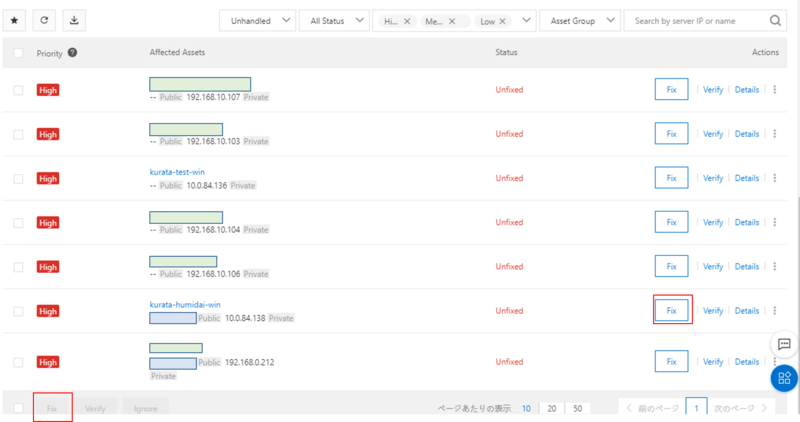 Unhandled All Status Hi... Me... Low Asset Group Search by server IP or name
Priority Affected Assets Status Actions
High Unfixed Fix Verify Details
-- Public 192.168.10.107 Private
High Unfixed Fix Verify Details
-- Public 192.168.10.103 Private
kurata-test-win
High Unfixed Fix Verify Details
-- Public 10.0.84.136 Private
High Unfixed Fix Verify Details
-- Public 192.168.10.104 Private
High Unfixed Fix Verify Details
-- Public 192.168.10.106 Private
kurata-humidai-win
High Unfixed Fix Verify Details
Public 10.0.84.138 Private
High Unfixed Fix Verify Details
Public 192.168.0.212
Private
Fix Verify Ignore ページあたりの表示 10 20 50 前のページ 1 次のページ